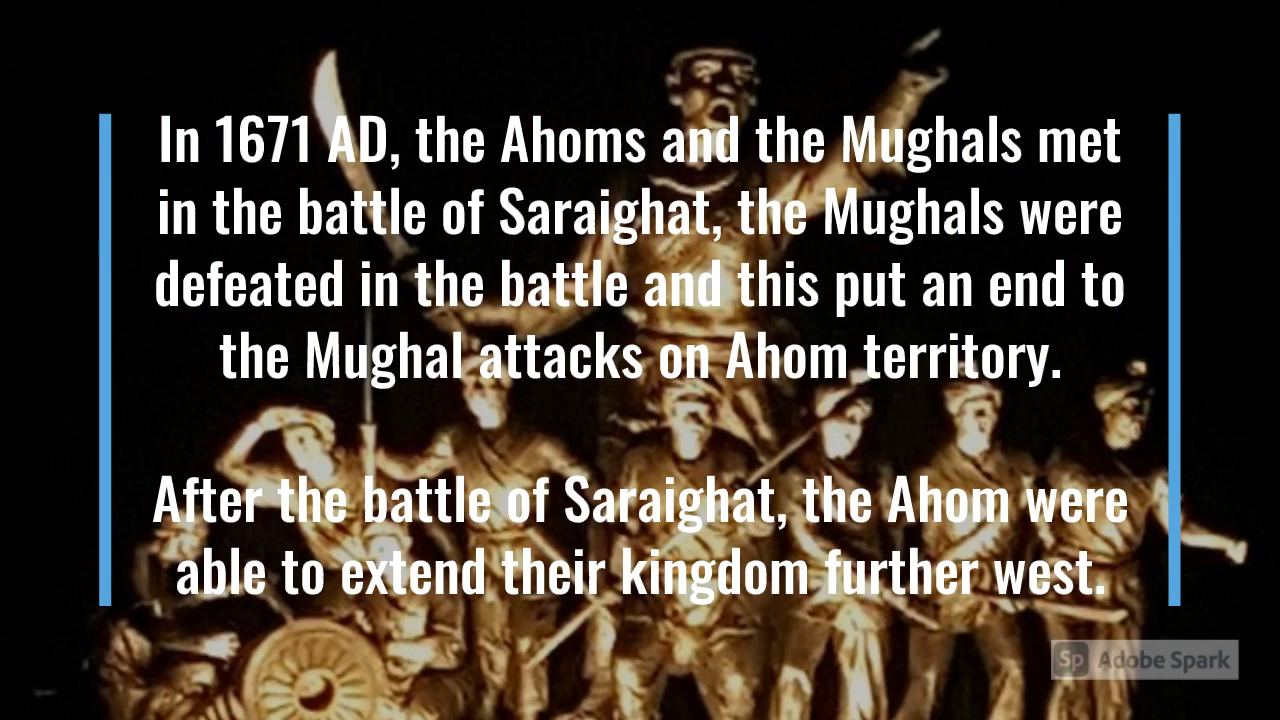 In 1671 AD, the Ahoms and the Mughals met
in the battle of Saraighat, the Mughals were
defeated in the battle and this put an end to
the Mughal attacks on Ahom territory.
After the battle of Saraighat, the Ahom were
able to extend their kingdom further west.
Sp Adobe Spark